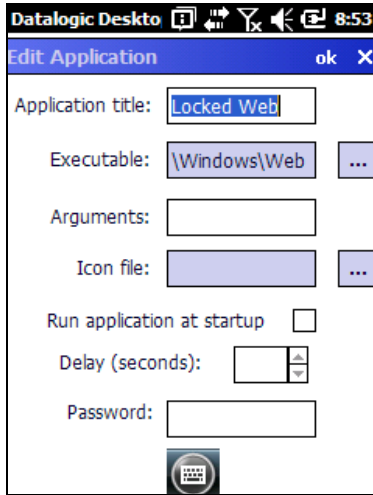 Datalogic Deskto 8:53
Edit Application ok X
Application title: Locked Web
Executable: \Windows\Web ...
Arguments:
Icon file: ...
Run application at startup
Delay (seconds):
Password: